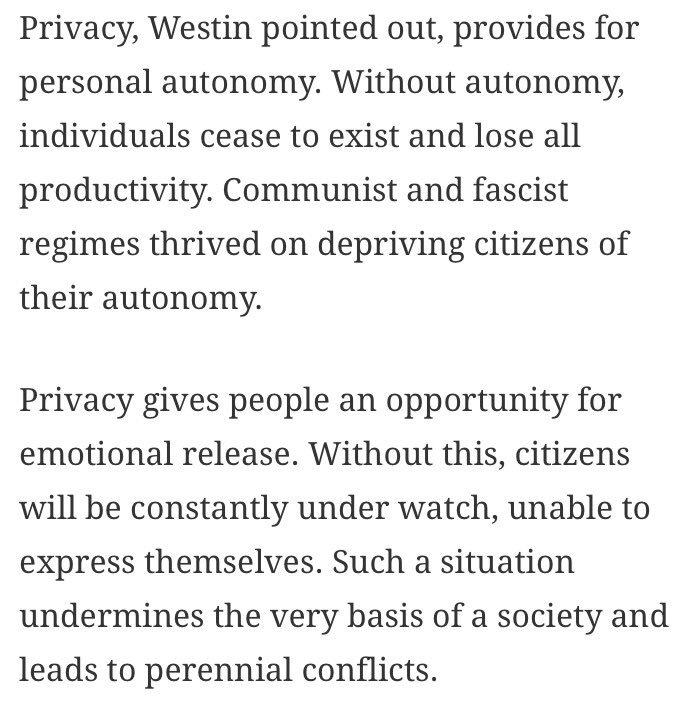 Privacy, Westin pointed out, provides for
personal autonomy. Without autonomy,
individuals cease to exist and lose all
productivity. Communist and fascist
regimes thrived on depriving citizens of
their autonomy.
Privacy gives people an opportunity for
emotional release. Without this, citizens
will be constantly under watch, unable to
express themselves. Such a situation
undermines the very basis of a society and
leads to perennial conflicts.